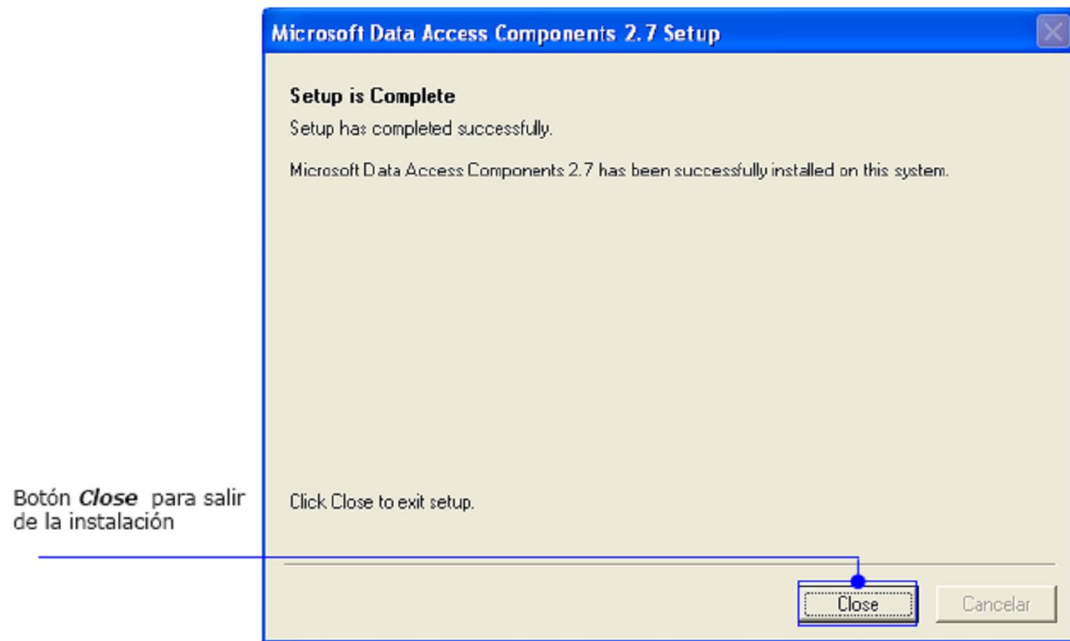 Microsoft Data Access Components 2.7 Setup
Setup is Complete
Setup has completed successfully.
Microsoft Data Access Components 2.7 has been successfully installed on this system.
Botón Close para salir
de la instalación
Click Close to exit setup.
Close
Cancelar